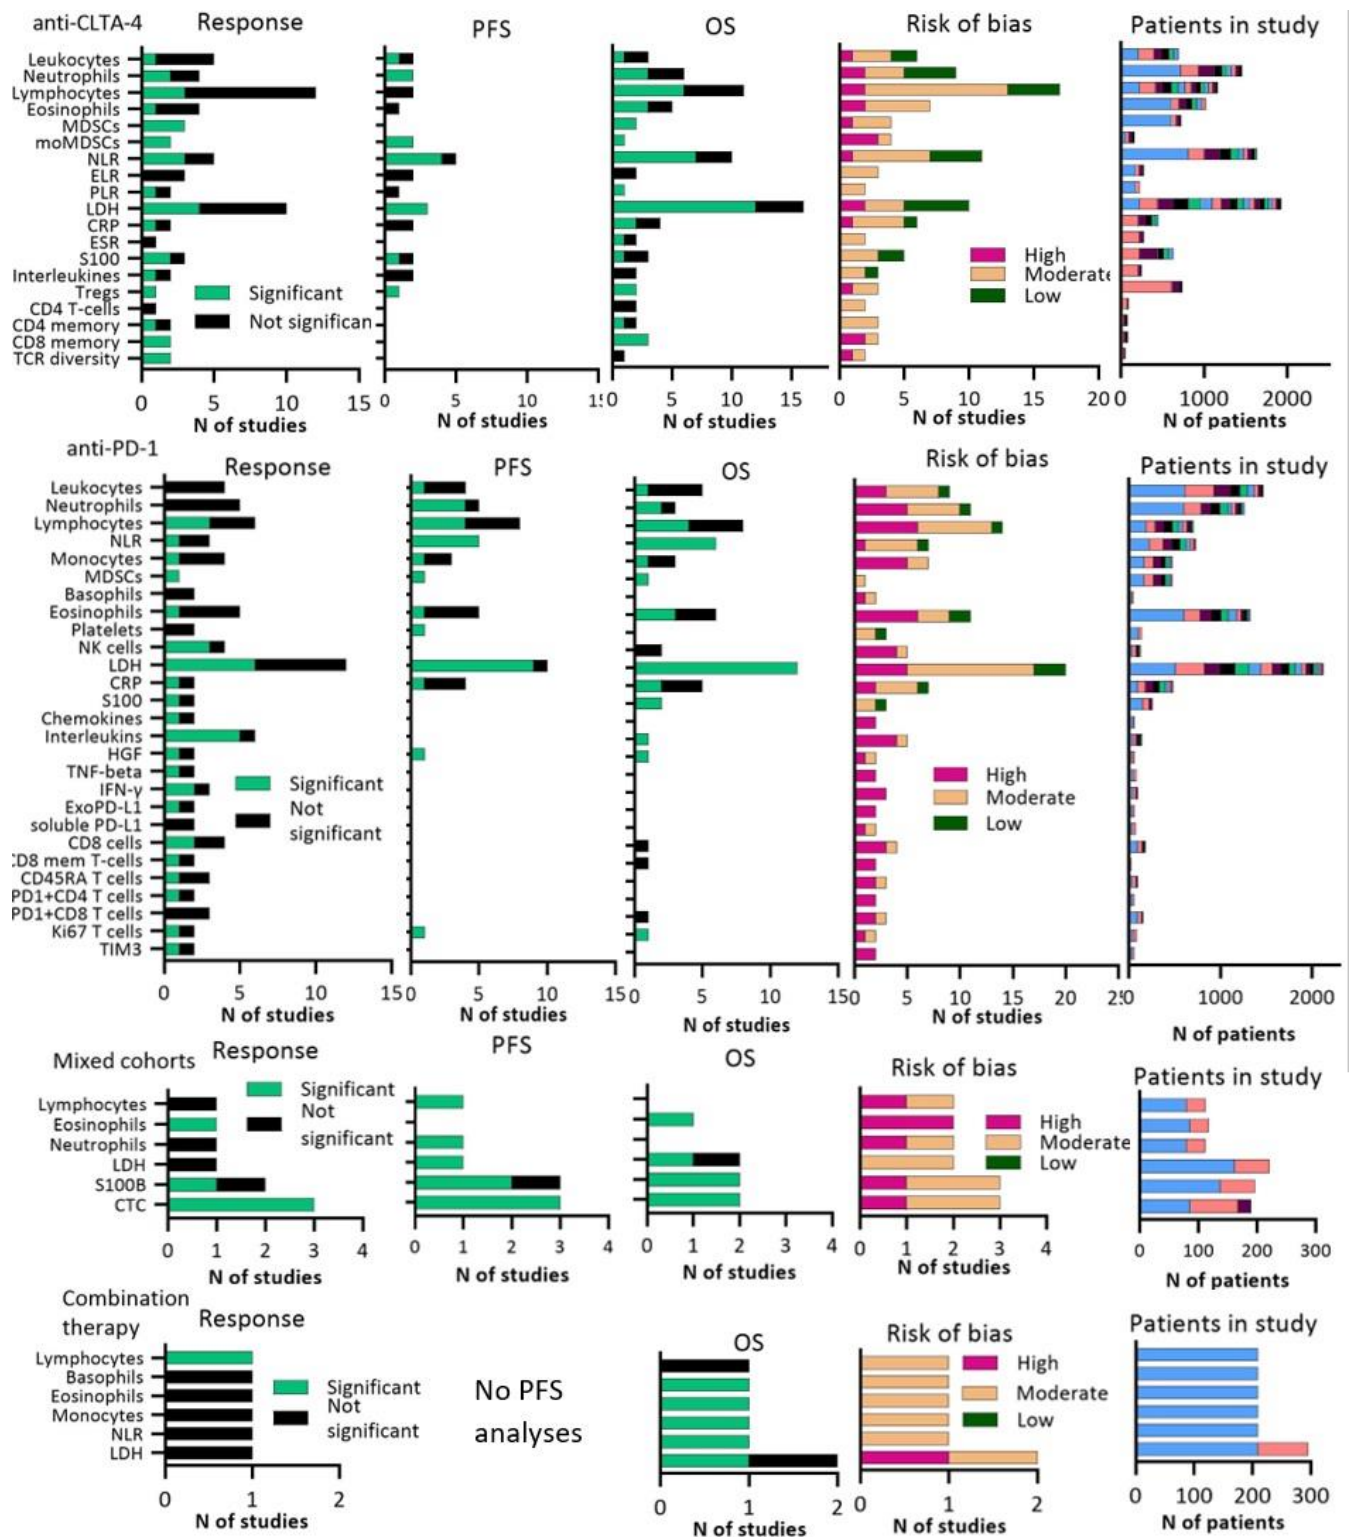 anti-CLTA-4
Response
PFS
OS
Risk of bias
Patients in study
Leukocytes
Neutrophils
Lymphocytes
Eosinophils
MDSCs
moMDSCs
NLR
ELR
PLR
LDH
CRP
ESR
S100
Interleukines
Tregs
CD4 T-cells
CD4 memory
CD8 memory
TCR diversity
Significant
Not significan
High
Moderate
Low
0 5 10 15
0 5 10 15
0 5 10 15
0 5 10 15 20
0 1000 2000
N of studies
N of studies
N of studies
N of studies
N of patients
anti-PD-1
Response
PFS
OS
Risk of bias
Patients in study
Leukocytes
Neutrophils
Lymphocytes
NLR
Monocytes
MDSCs
Basophils
Eosinophils
Platelets
NK cells
LDH
CRP
S100
Chemokines
Interleukins
HGF
TNF-beta
IFN-γ
ExoPD-L1
soluble PD-L1
CD8 cells
CD8 mem T-cells
CD45RA T cells
PD1+CD4 T cells
PD1+CD8 T cells
Ki67 T cells
TIM3
Significant
Not
significant
High
Moderate
Low
0 5 10 15
0 5 10 15
0 5 10 15
0 5 10 15 20 2
0 1000 2000
N of studies
N of studies
N of studies
N of studies
N of patients
Mixed cohorts
Response
PFS
OS
Risk of bias
Patients in study
Lymphocytes
Eosinophils
Neutrophils
LDH
S100B
CTC
Significant
Not
significant
High
Moderate
Low
0 1 2 3 4
0 1 2 3 4
0 1 2 3 4
0 1 2 3 4
0 100 200 300
N of studies
N of studies
N of studies
N of studies
N of patients
Combination
therapy
Response
OS
Risk of bias
Patients in study
Lymphocytes
Basophils
Eosinophils
Monocytes
NLR
LDH
Significant
Not
significant
No PFS
analyses
High
Moderate
Low
0 1 2
0 1 2
0 1 2
0 100 200 300
N of studies
N of studies
N of studies
N of patients